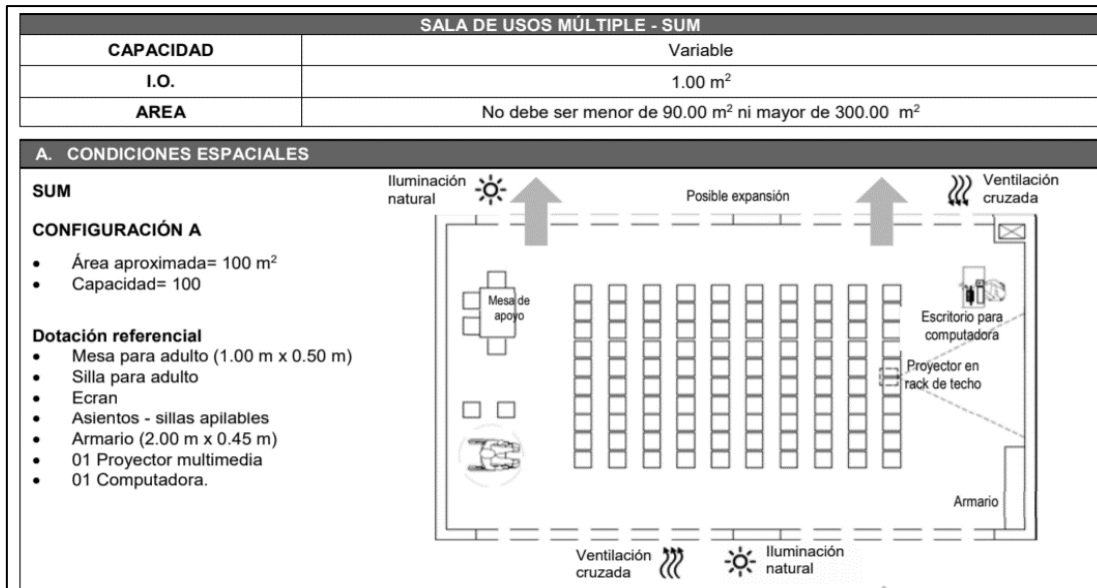 SALA DE USOS MÚLTIPLE - SUM
CAPACIDAD Variable
I.O. 1.00 m²
AREA No debe ser menor de 90.00 m² ni mayor de 300.00 m²
A. CONDICIONES ESPACIALES
SUM
CONFIGURACIÓN A
• Área aproximada= 100 m²
• Capacidad= 100
Dotación referencial
• Mesa para adulto (1.00 m x 0.50 m)
• Silla para adulto
• Ecran
• Asientos - sillas apilables
• Armario (2.00 m x 0.45 m)
• 01 Proyector multimedia
• 01 Computadora.
Iluminación
natural
Posible expansión
Ventilación
cruzada
Mesa de
apoyo
Escritorio para
computadora
Proyector en
rack de techo
Armario
Ventilación
cruzada
Iluminación
natural